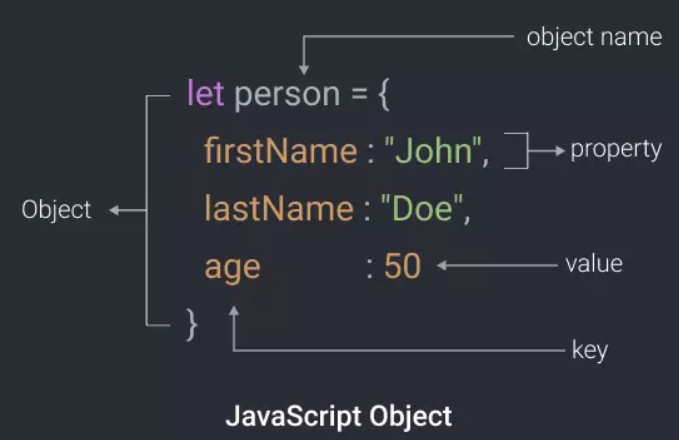 object name
let person = {
firstName : "John",
property
Object
lastName : "Doe",
age : 50
value
}
key
JavaScript Object